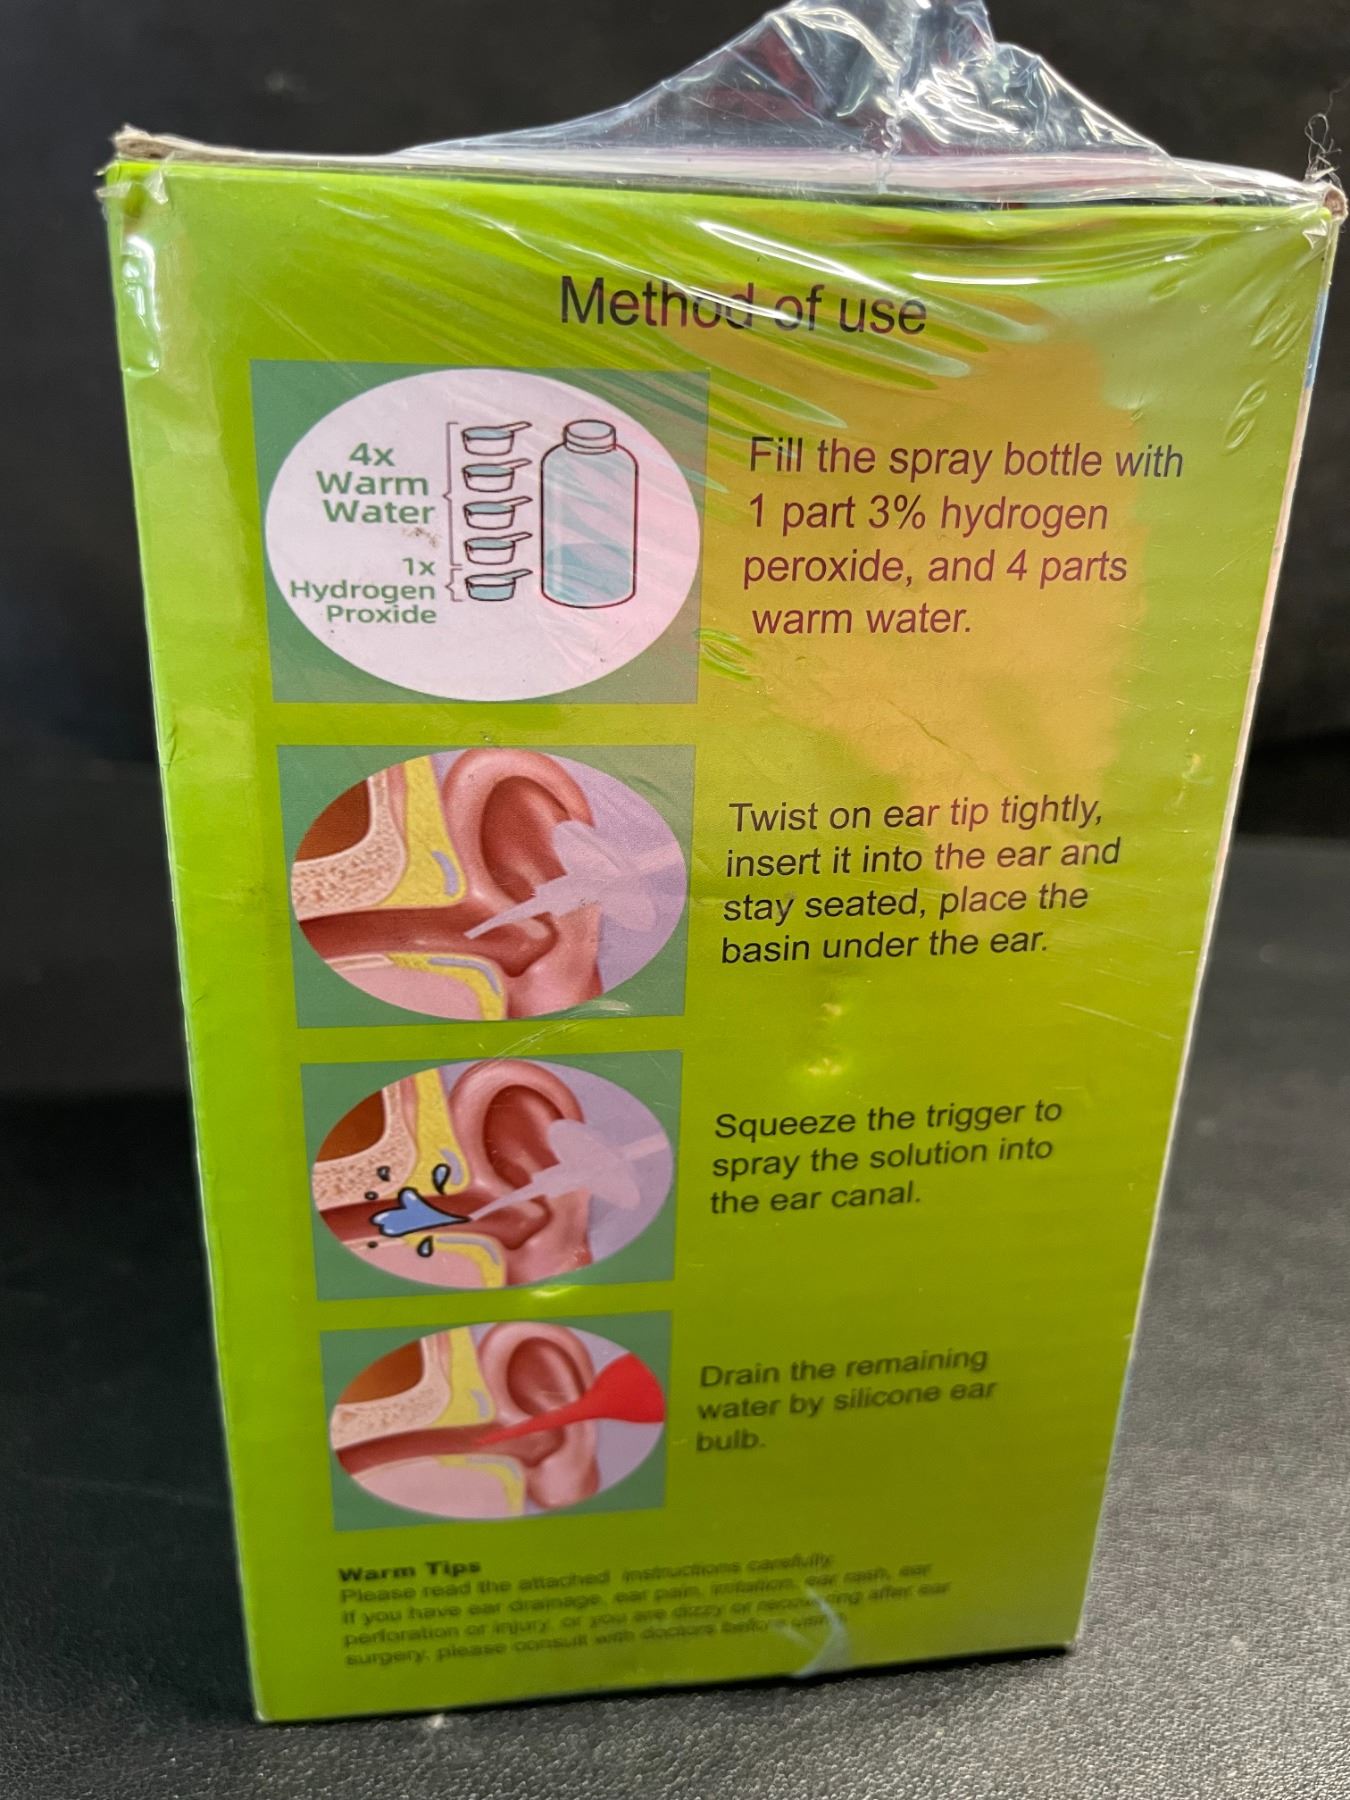 Method of use
4x
Warm
Water
1x
Hydrogen
Proxide
Fill the spray bottle with
1 part 3% hydrogen
peroxide, and 4 parts
warm water.
Twist on ear tip tightly,
insert it into the ear and
stay seated, place the
basin under the ear.
Squeeze the trigger to
spray the solution into
the ear canal.
Drain the remaining
water by silicone ear
bulb.
Warm Tips
Please read the attached instructions carefully
If you have ear drainage, ear pain, irritation, ear rash, ear
perforation or injury, or you are dizzy or recovering after ear
surgery, please consult with doctors before using